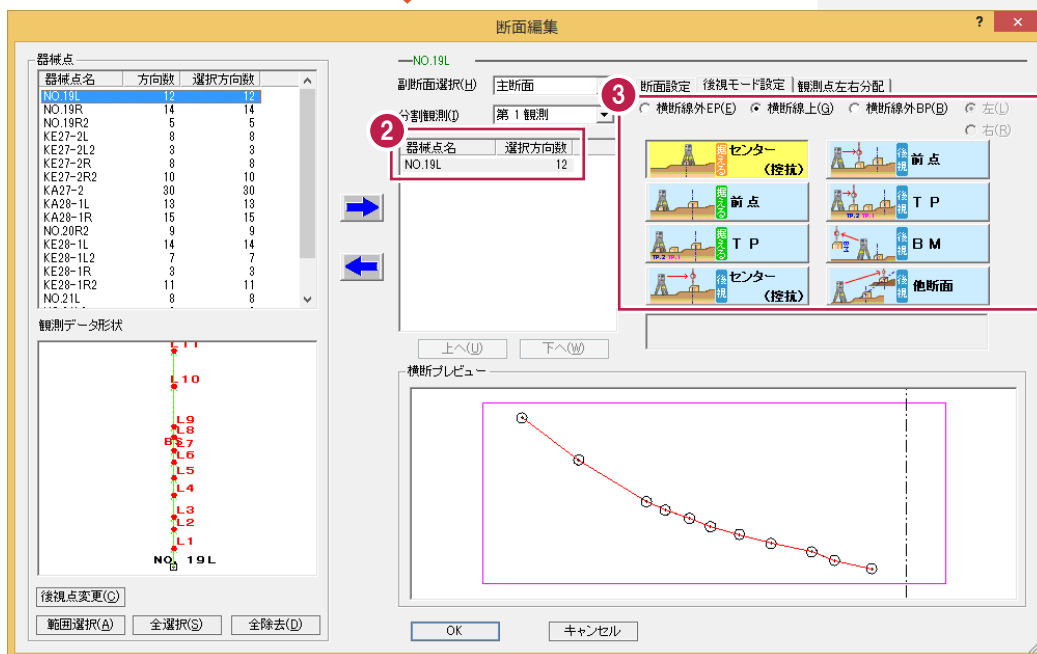 断面編集
? ×
器械点
器械点名 方向数 選択方向数
NO.19L 12 12
NO.19R 14 14
NO.19R2 5 5
KE27-2L 8 8
KE27-2L2 3 3
KE27-2R 8 8
KE27-2R2 10 10
KA27-2 30 30
KA28-1L 13 13
KA28-1R 15 15
NO.20R2 9 9
KE28-1L 14 14
KE28-1L2 7 7
KE28-1R 3 3
KE28-1R2 11 11
NO.21L 8 8
観測データ形状
L11
L10
L9
L8
BS
L7
L6
L5
L4
L3
L2
L1
NO. 19L
後視点変更(C)
範囲選択(A) 全選択(S) 全除去(D)
NO.19L
副断面選択(H) 主断面
分割観測(I) 第 1 観測
2
器械点名 選択方向数
NO.19L 12
上へ(U) 下へ(W)
3
断面設定 後視モード設定 観測点左右分配
横断線外EP(E) 横断線上(G) 横断線外BP(B) 左(L)
右(R)
据える センター (控抗)
後視 前点
据える 前点
TP.2 TP.1 後視 T P
TP.2 TP.1 据える T P
後視 B M
後視 センター (控抗)
後視 他断面
横断プレビュー
OK キャンセル